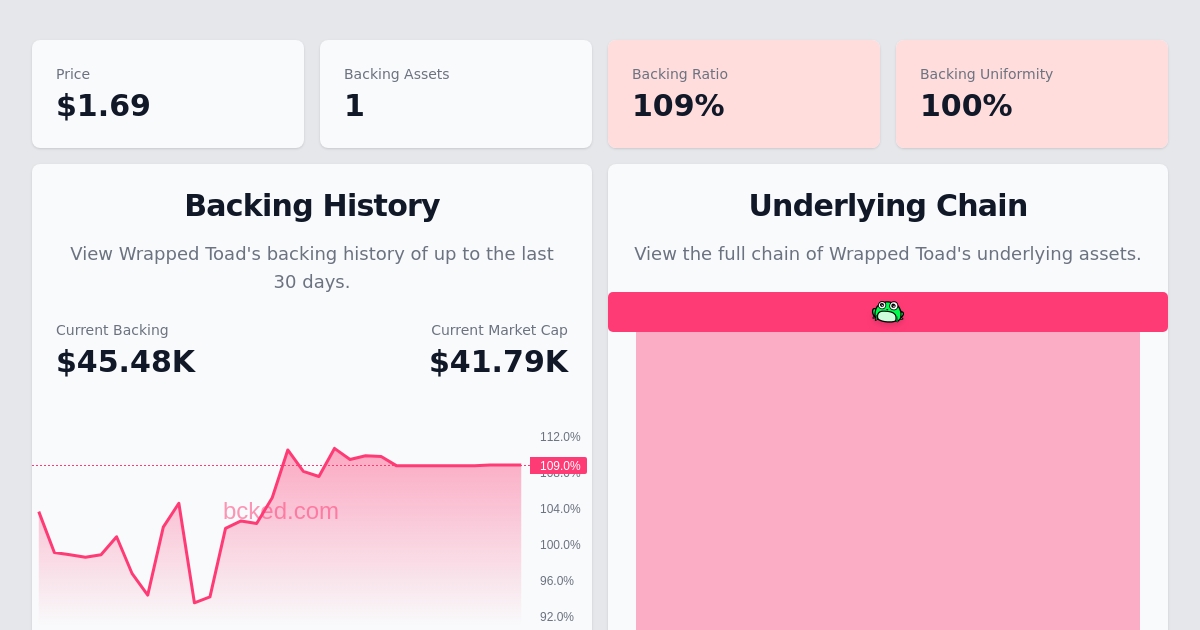 Price
$1.69
Backing Assets
1
Backing Ratio
109%
Backing Uniformity
100%
Backing History
View Wrapped Toad's backing history of up to the last
30 days.
Current Backing
$45.48K
Current Market Cap
$41.79K
112.0%
109.0%
108.0%
104.0%
100.0%
96.0%
92.0%
bcked.com
Underlying Chain
View the full chain of Wrapped Toad's underlying assets.